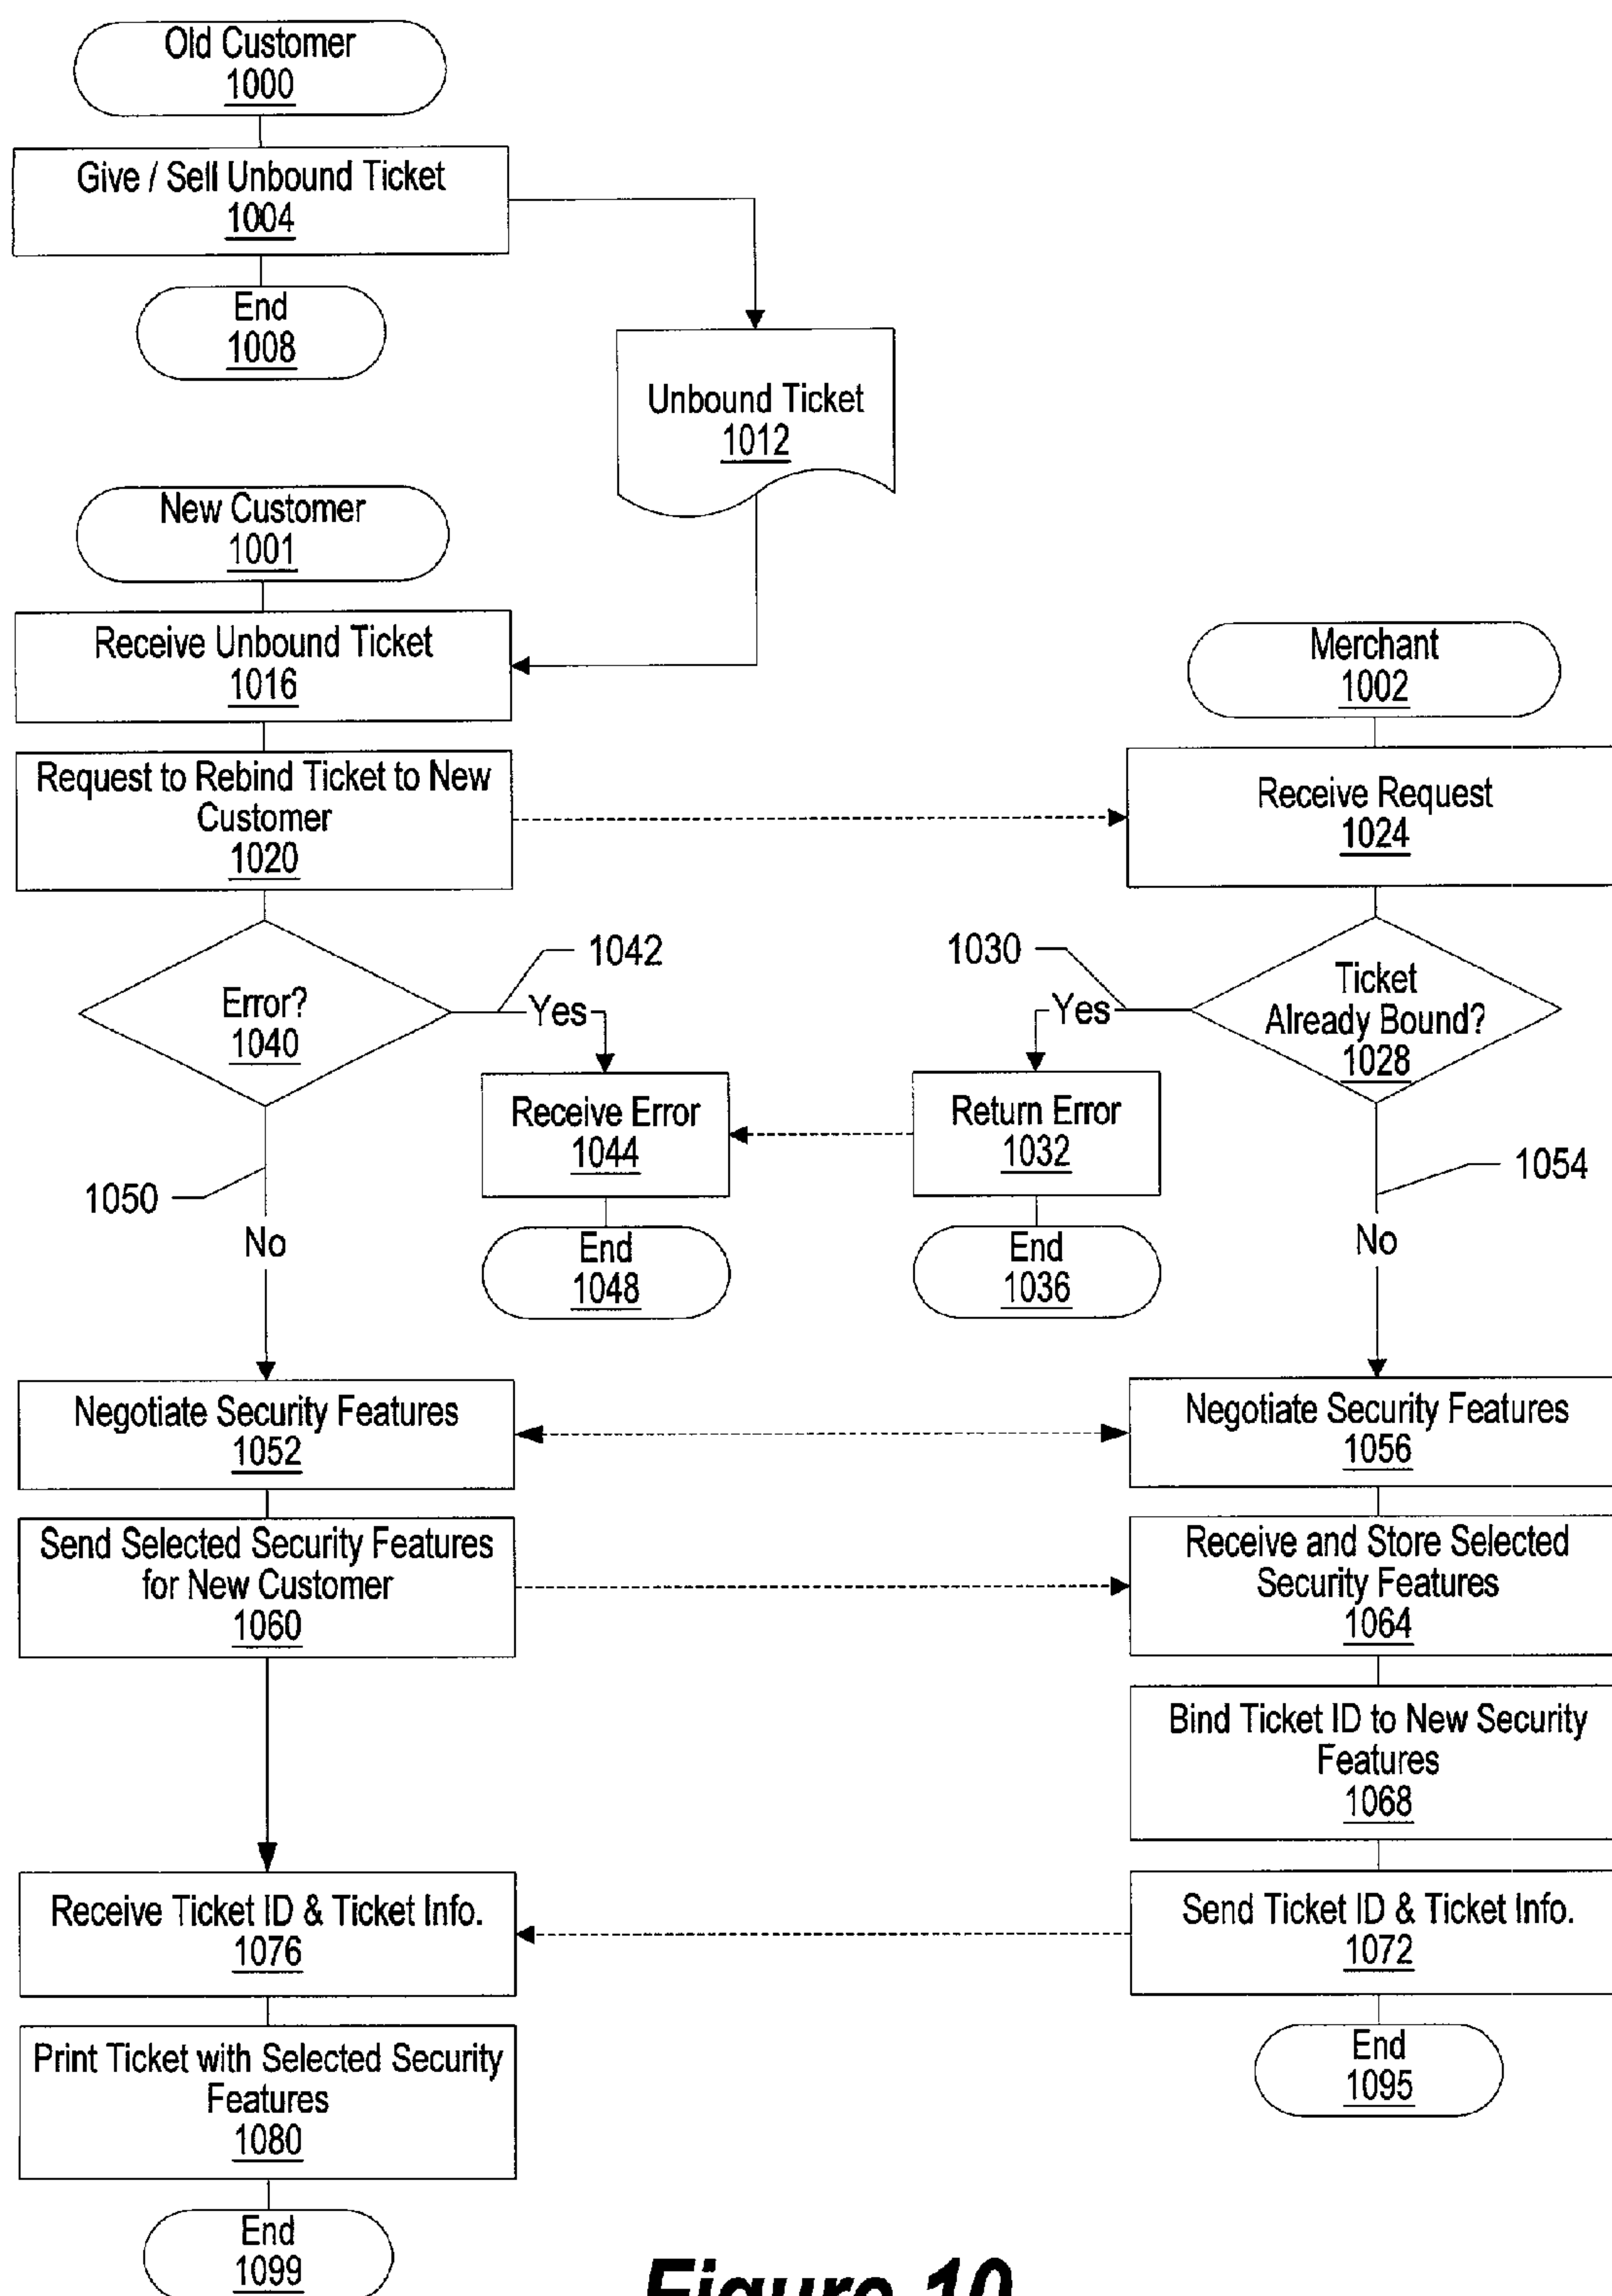 Old Customer
1000
Give / Sell Unbound Ticket
1004
End
1008
Unbound Ticket
1012
New Customer
1001
Receive Unbound Ticket
1016
Merchant
1002
Request to Rebind Ticket to New
Customer
1020
Receive Request
1024
Error?
1040
1042
Yes
1030
Yes
Ticket
Already Bound?
1028
Receive Error
1044
Return Error
1032
1050
No
1054
No
End
1048
End
1036
Negotiate Security Features
1052
Negotiate Security Features
1056
Send Selected Security Features
for New Customer
1060
Receive and Store Selected
Security Features
1064
Bind Ticket ID to New Security
Features
1068
Receive Ticket ID & Ticket Info.
1076
Send Ticket ID & Ticket Info.
1072
Print Ticket with Selected Security
Features
1080
End
1095
End
1099
Figure 10